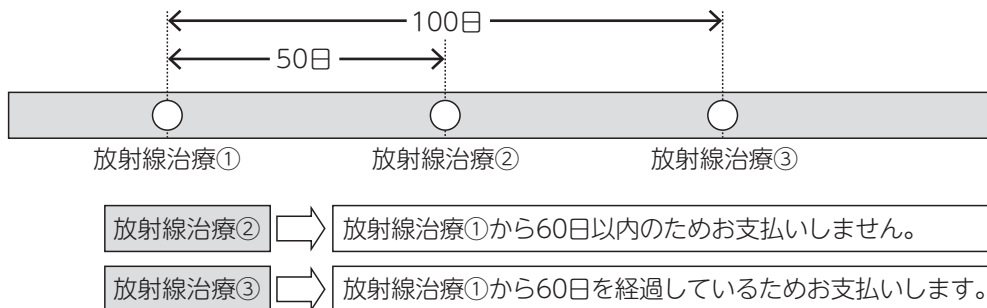 100日
50日
放射線治療① 放射線治療② 放射線治療③
放射線治療② 放射線治療①から60日以内のためお支払いしません。
放射線治療③ 放射線治療①から60日を経過しているためお支払いします。